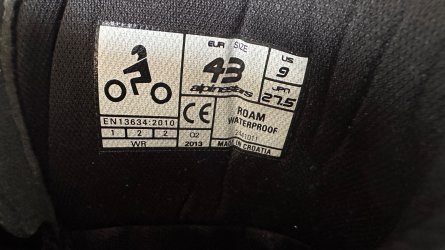 EUR SIZE
43
alpinestars
US
9
JPN
27.5
EN13634:2010
1 2 2
WR
CE
02 2013
ROAM
WATERPROOF
MADE IN CROATIA